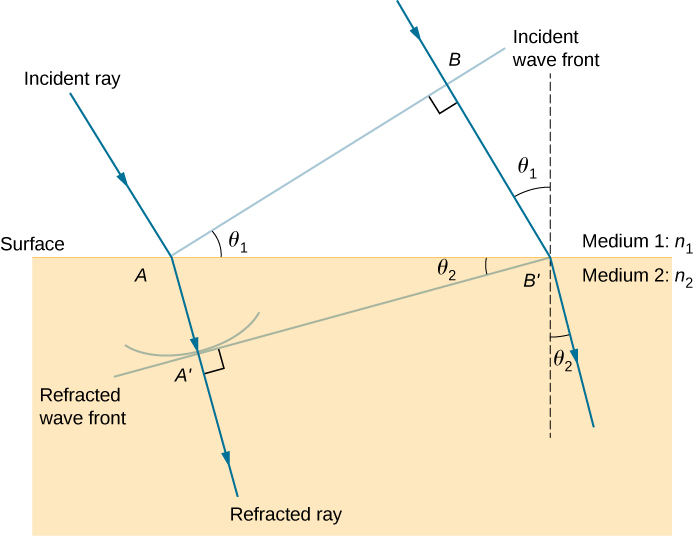 Incident
wave front
B
Incident ray
θ₁
θ₁
Surface
Medium 1: n₁
A
θ₂
B'
Medium 2: n₂
θ₂
A'
Refracted
wave front
Refracted ray